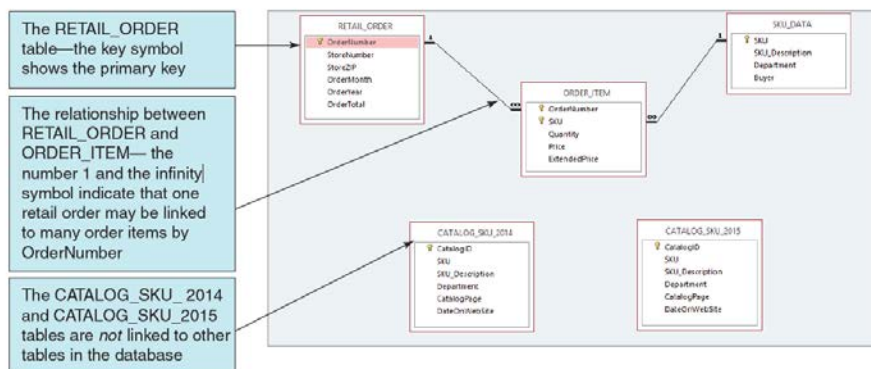 The RETAIL_ORDER
table—the key symbol
shows the primary key
The relationship between
RETAIL_ORDER and
ORDER_ITEM— the
number 1 and the infinity
symbol indicate that one
retail order may be linked
to many order items by
OrderNumber
The CATALOG_SKU_ 2014
and CATALOG_SKU_2015
tables are not linked to other
tables in the database
RETAIL_ORDER
OrderNumber
StoreNumber
StoreZIP
OrderMonth
OrderYear
OrderTotal
1
∞
ORDER_ITEM
OrderNumber
SKU
Quantity
Price
ExtendedPrice
∞
1
SKU_DATA
SKU
SKU_Description
Department
Buyer
CATALOG_SKU_2014
CatalogID
SKU
SKU_Description
Department
CatalogPage
DateOnWebSite
CATALOG_SKU_2015
CatalogID
SKU
SKU_Description
Department
CatalogPage
DateOnWebSite